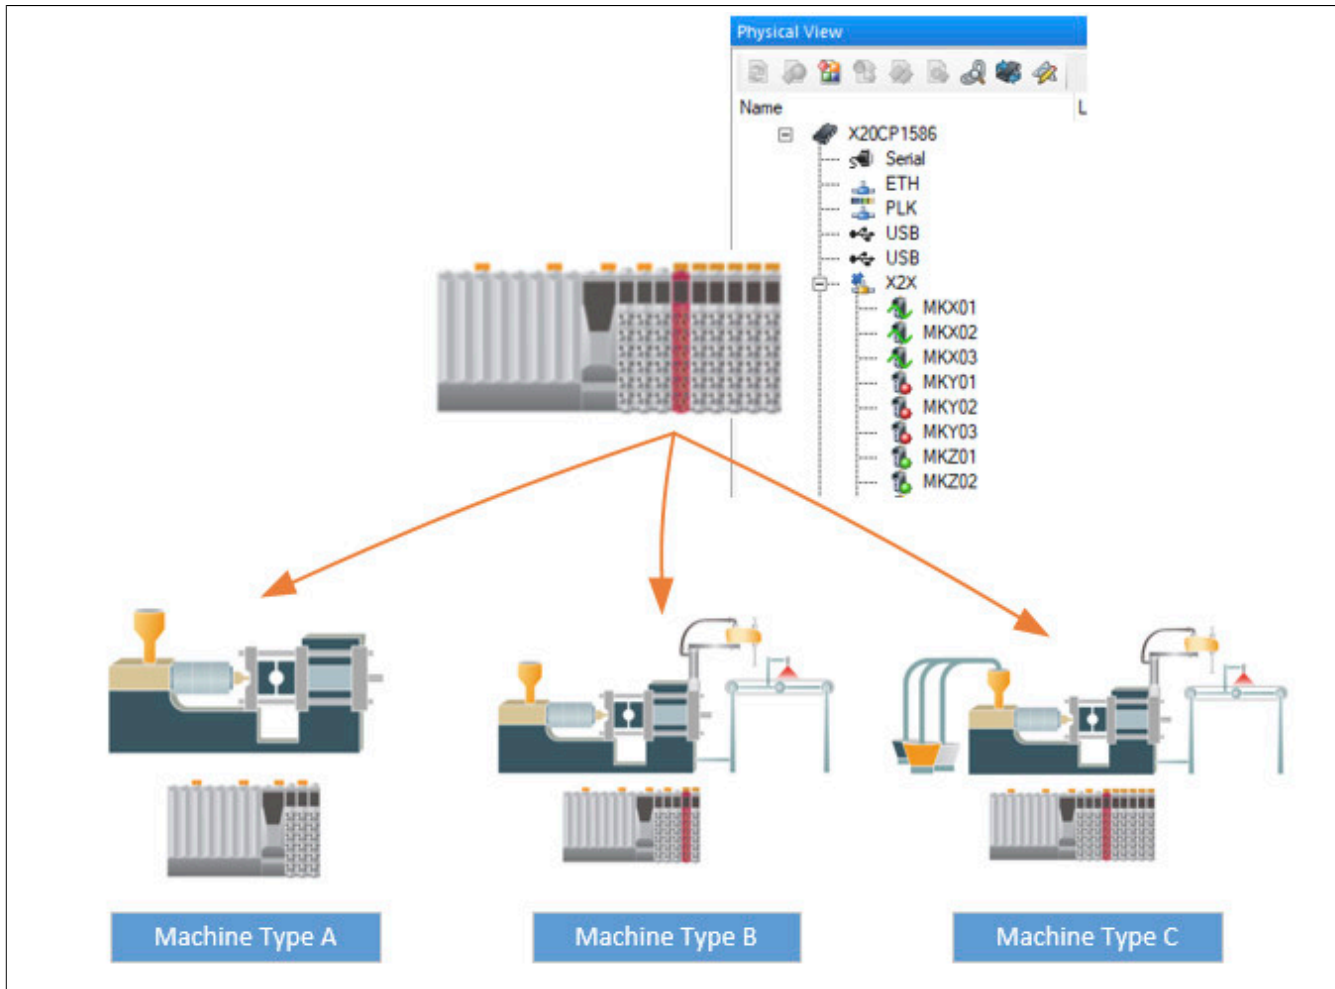 Physical View
Name
L
X20CP1586
Serial
ETH
PLK
USB
USB
X2X
MKX01
MKX02
MKX03
MKY01
MKY02
MKY03
MKZ01
MKZ02
Machine Type A
Machine Type B
Machine Type C